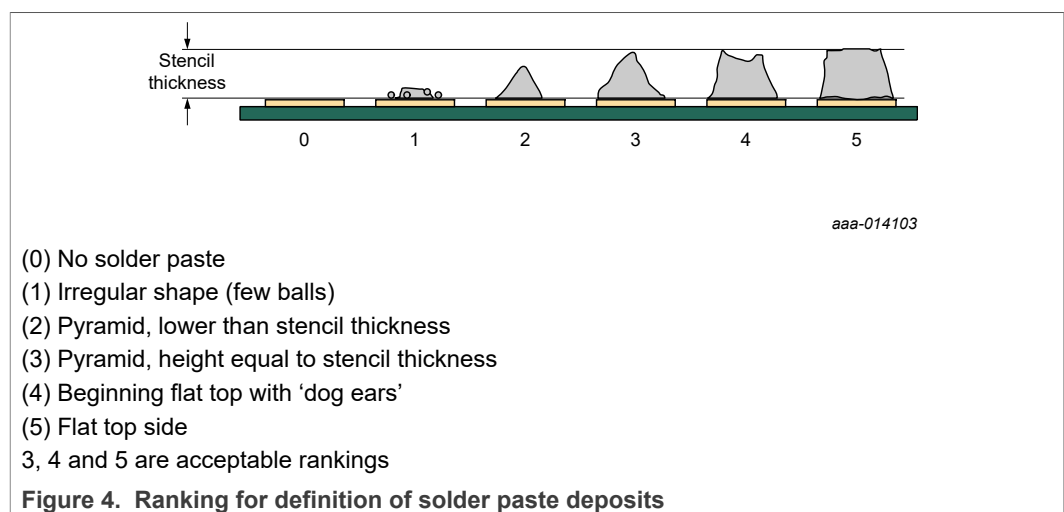 Stencil
thickness
0 1 2 3 4 5
aaa-014103
(0) No solder paste
(1) Irregular shape (few balls)
(2) Pyramid, lower than stencil thickness
(3) Pyramid, height equal to stencil thickness
(4) Beginning flat top with ‘dog ears’
(5) Flat top side
3, 4 and 5 are acceptable rankings
Figure 4. Ranking for definition of solder paste deposits